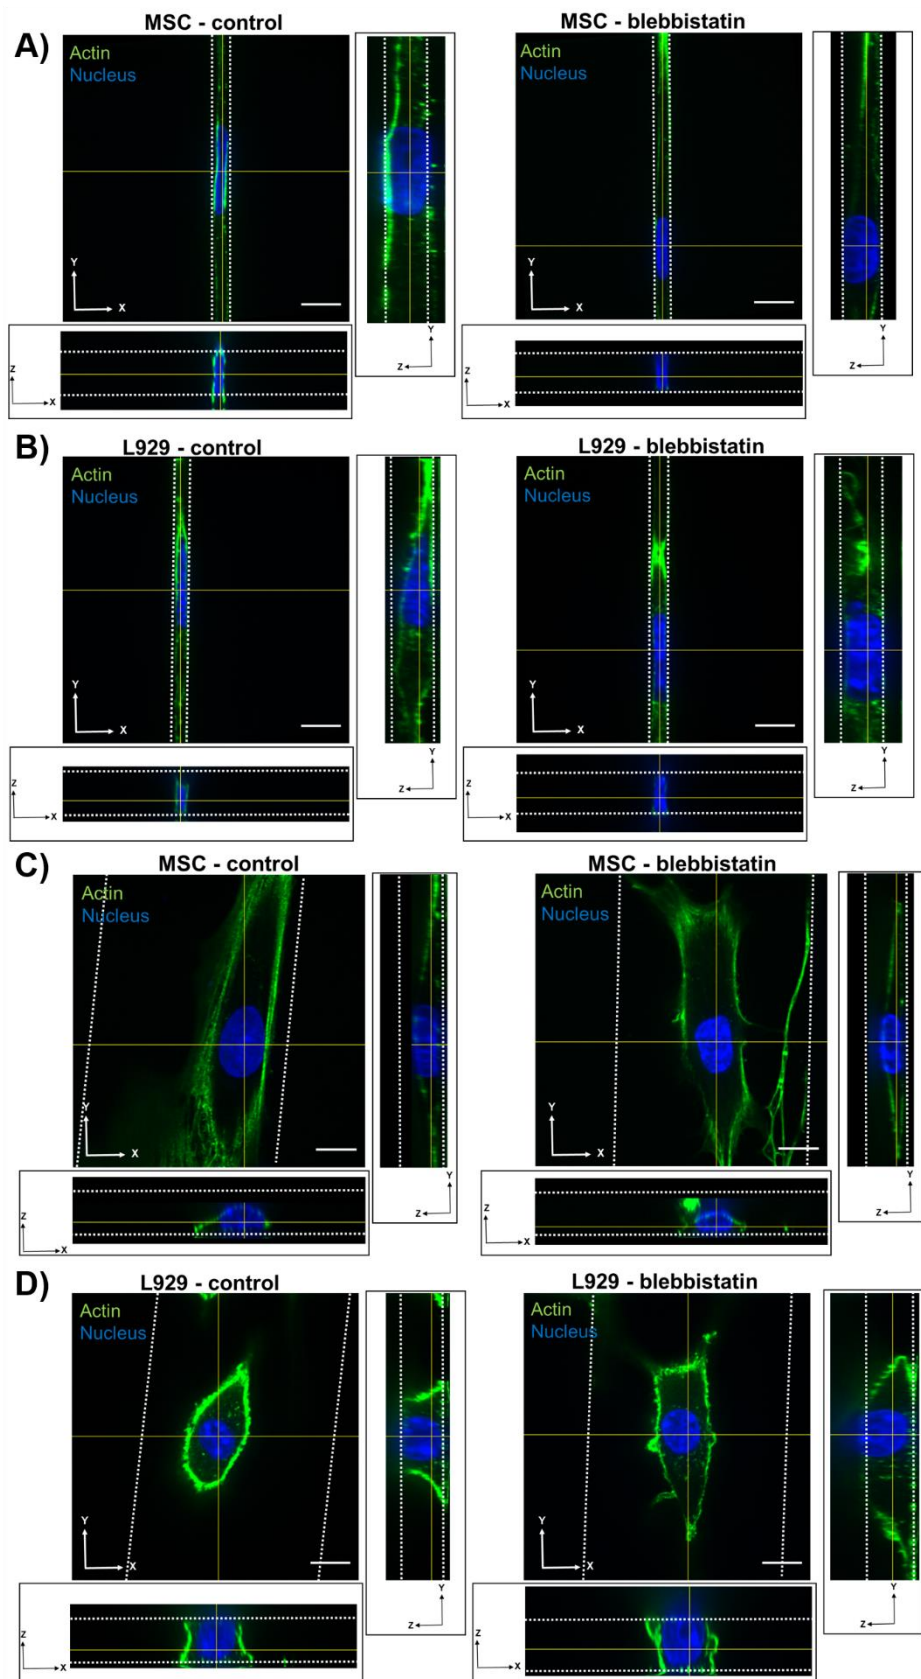 A)
MSC - control
MSC - blebbistatin
Actin
Nucleus
Actin
Nucleus
Y
X
Y
X
Y
Z
Y
Z
Z
X
Z
X
B)
L929 - control
L929 - blebbistatin
Actin
Nucleus
Actin
Nucleus
Y
X
Y
X
Y
Z
Y
Z
Z
X
Z
X
C)
MSC - control
MSC - blebbistatin
Actin
Nucleus
Actin
Nucleus
Y
X
Y
X
Y
Z
Y
Z
Z
X
Z
X
D)
L929 - control
L929 - blebbistatin
Actin
Nucleus
Actin
Nucleus
Y
X
Y
X
Y
Z
Y
Z
Z
X
Z
X